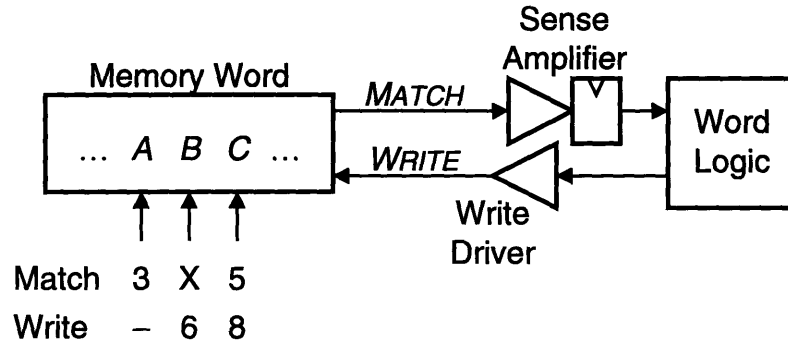 Sense
Amplifier
Memory Word
MATCH
... A B C ...
Word
Logic
WRITE
Write
Driver
Match 3 X 5
Write – 6 8